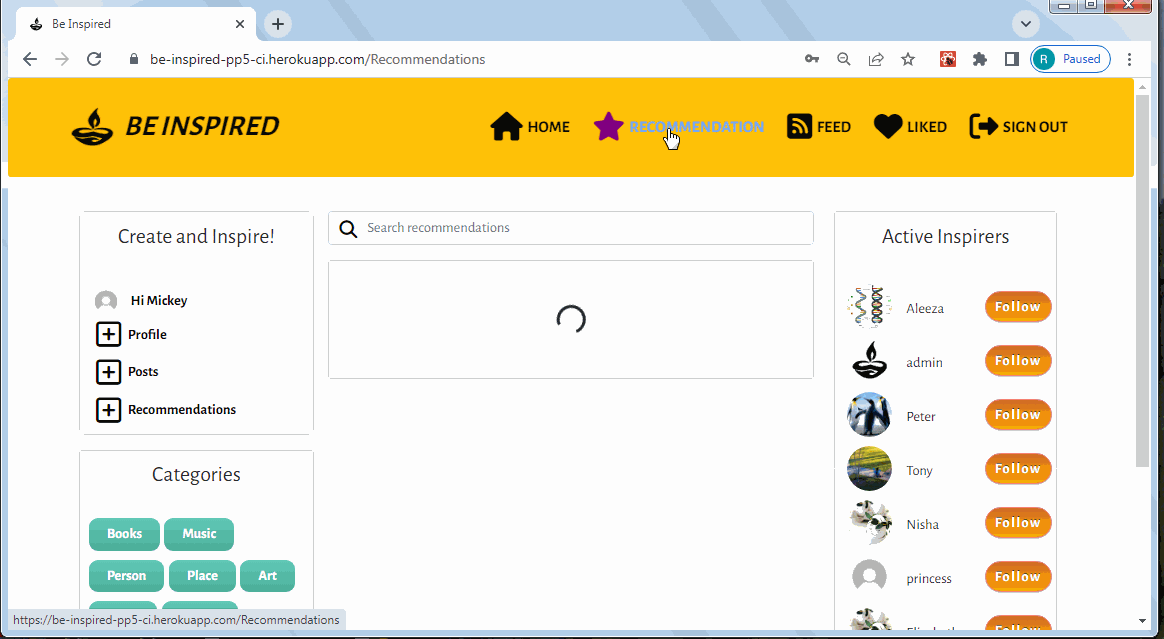 Be Inspired
be-inspired-pp5-ci.herokuapp.com/Recommendations
R Paused
BE INSPIRED
HOME
RECOMMENDATION
FEED
LIKED
SIGN OUT
Create and Inspire!
Hi Mickey
Profile
Posts
Recommendations
Categories
Books
Music
Person
Place
Art
Search recommendations
Active Inspirers
Aleeza Follow
admin Follow
Peter Follow
Tony Follow
Nisha Follow
princess Follow
https://be-inspired-pp5-ci.herokuapp.com/Recommendations